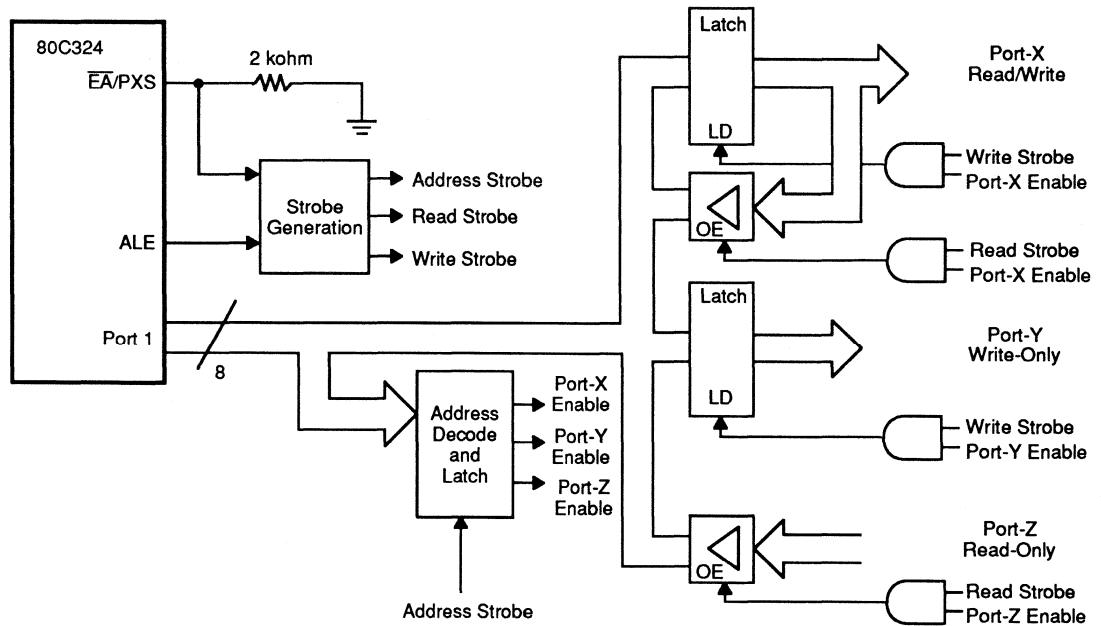 80C324
EA/PXS
2 kohm
ALE
Port 1
8
Strobe
Generation
Address Strobe
Read Strobe
Write Strobe
Address
Decode
and
Latch
Port-X
Enable
Port-Y
Enable
Port-Z
Enable
Address Strobe
Latch
LD
Port-X
Read/Write
Write Strobe
Port-X Enable
OE
Read Strobe
Port-X Enable
Latch
LD
Port-Y
Write-Only
Write Strobe
Port-Y Enable
OE
Port-Z
Read-Only
Read Strobe
Port-Z Enable